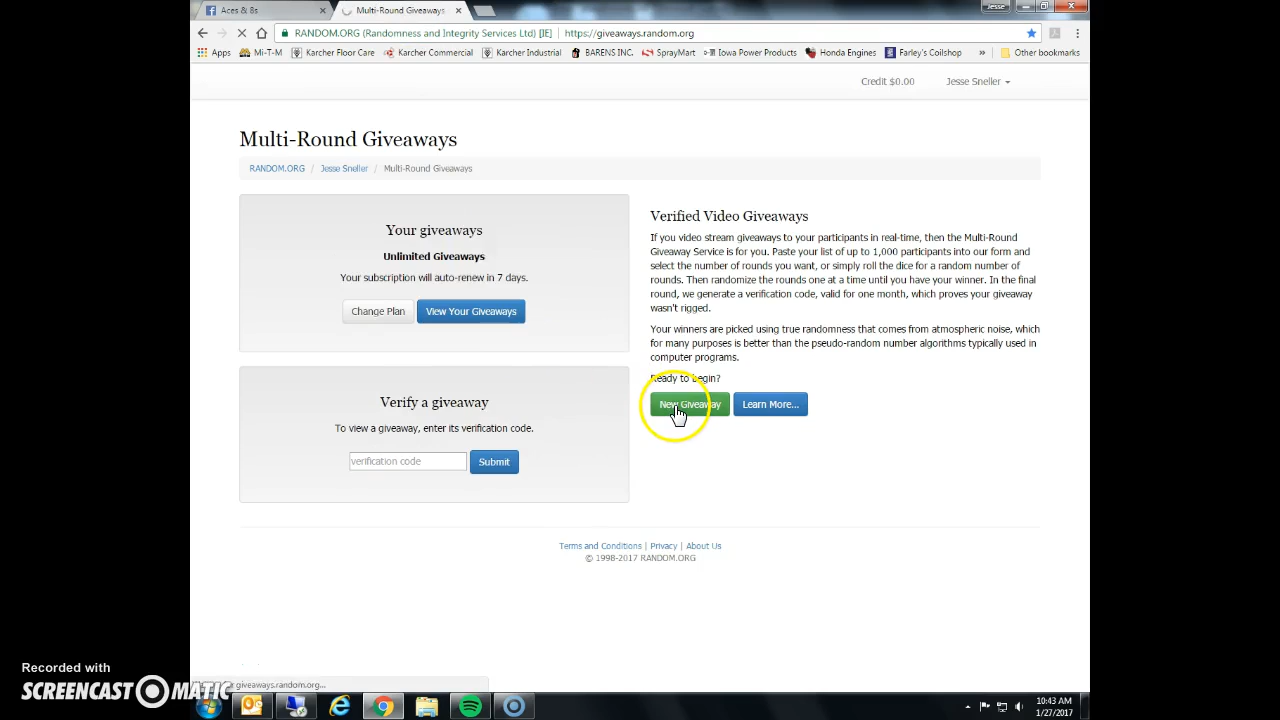 Aces & 8s
Multi-Round Giveaways
Jesse
RANDOM.ORG (Randomness and Integrity Services Ltd) [IE]
https://giveaways.random.org
Apps
Mi-T-M
Karcher Floor Care
Karcher Commercial
Karcher Industrial
BARENS INC.
SprayMart
Iowa Power Products
Honda Engines
Farley's Coilshop
»
Other bookmarks
Credit $0.00
Jesse Sneller
Multi-Round Giveaways
RANDOM.ORG / Jesse Sneller / Multi-Round Giveaways
Your giveaways
Unlimited Giveaways
Your subscription will auto-renew in 7 days.
Change Plan
View Your Giveaways
Verify a giveaway
To view a giveaway, enter its verification code.
verification code
Submit
Verified Video Giveaways
If you video stream giveaways to your participants in real-time, then the Multi-Round
Giveaway Service is for you. Paste your list of up to 1,000 participants into our form and
select the number of rounds you want, or simply roll the dice for a random number of
rounds. Then randomize the rounds one at a time until you have your winner. In the final
round, we generate a verification code, valid for one month, which proves your giveaway
wasn't rigged.
Your winners are picked using true randomness that comes from atmospheric noise, which
for many purposes is better than the pseudo-random number algorithms typically used in
computer programs.
Ready to begin?
New Giveaway
Learn More...
Terms and Conditions | Privacy | About Us
© 1998-2017 RANDOM.ORG
giveaways.random.org...
Recorded with
SCREENCAST-O-MATIC
10:43 AM
1/27/2017